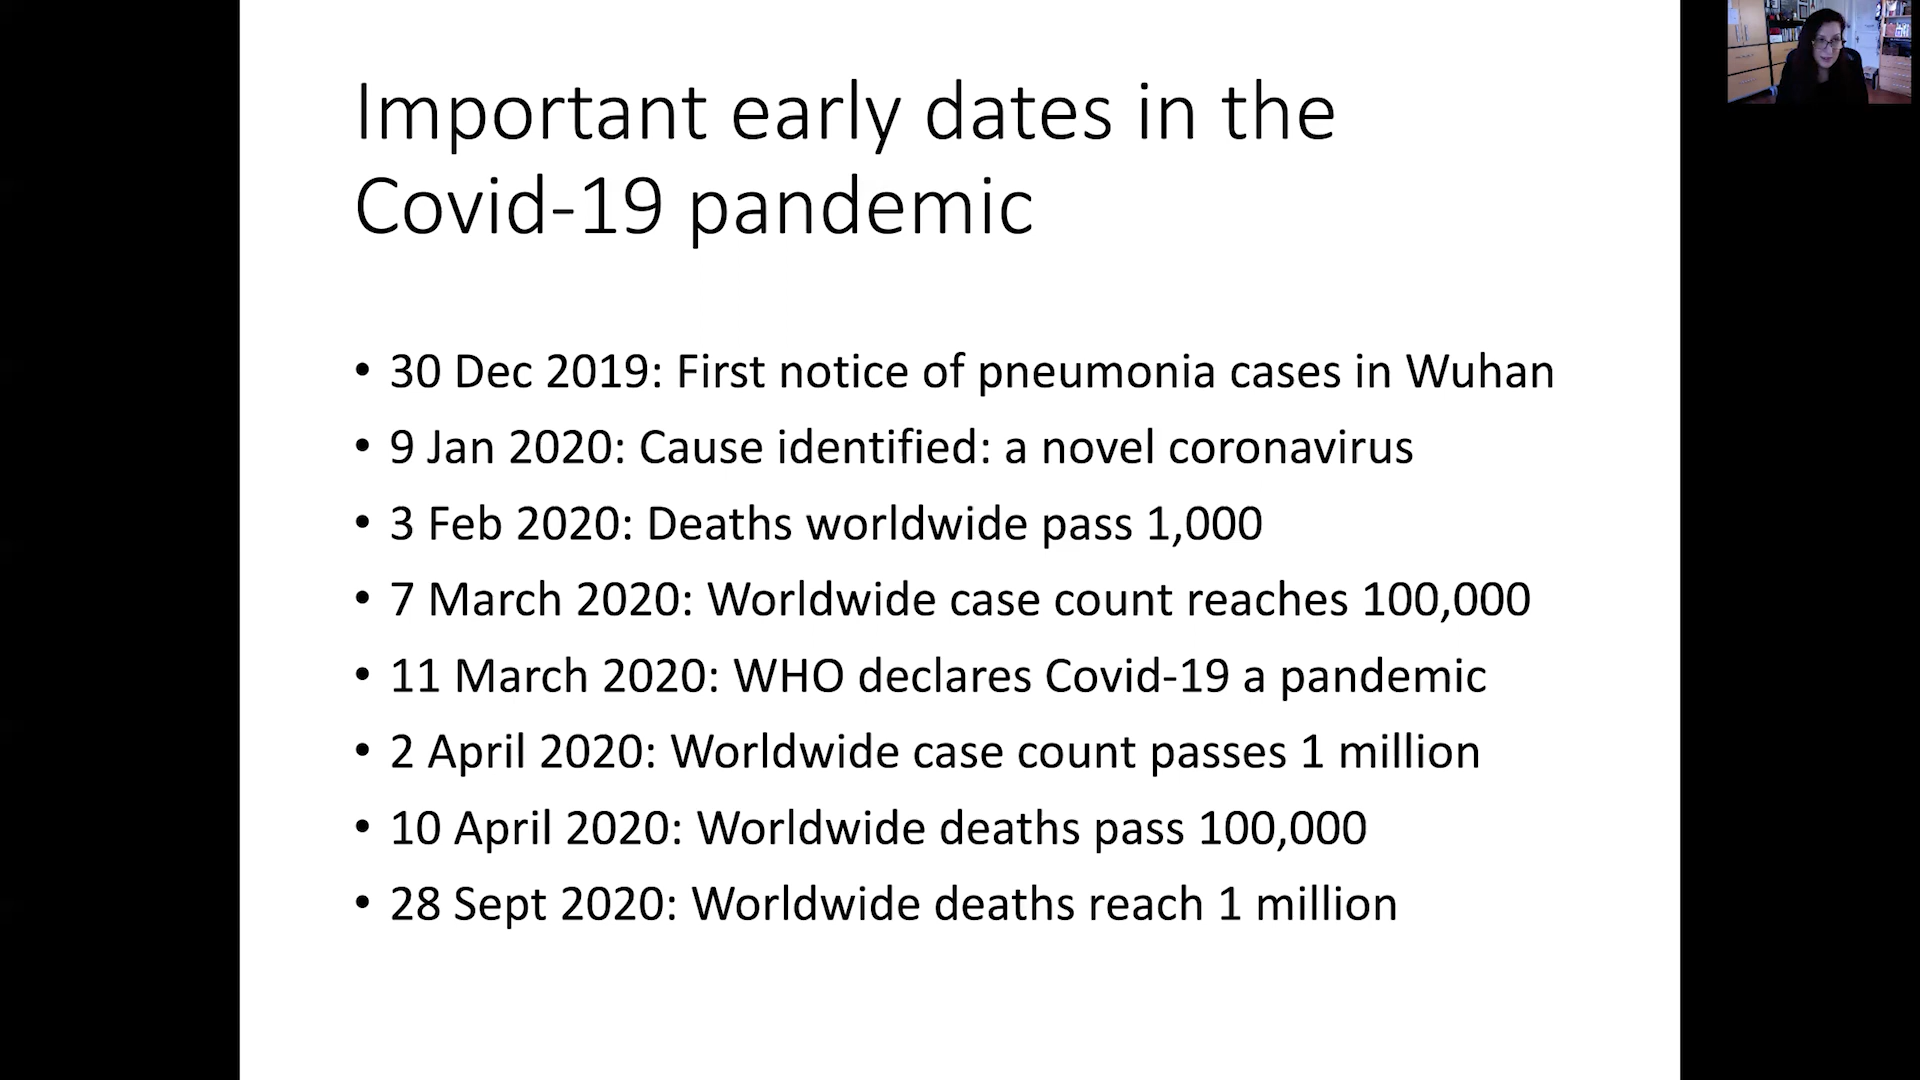 Important early dates in the
Covid-19 pandemic
• 30 Dec 2019: First notice of pneumonia cases in Wuhan
• 9 Jan 2020: Cause identified: a novel coronavirus
• 3 Feb 2020: Deaths worldwide pass 1,000
• 7 March 2020: Worldwide case count reaches 100,000
• 11 March 2020: WHO declares Covid-19 a pandemic
• 2 April 2020: Worldwide case count passes 1 million
• 10 April 2020: Worldwide deaths pass 100,000
• 28 Sept 2020: Worldwide deaths reach 1 million